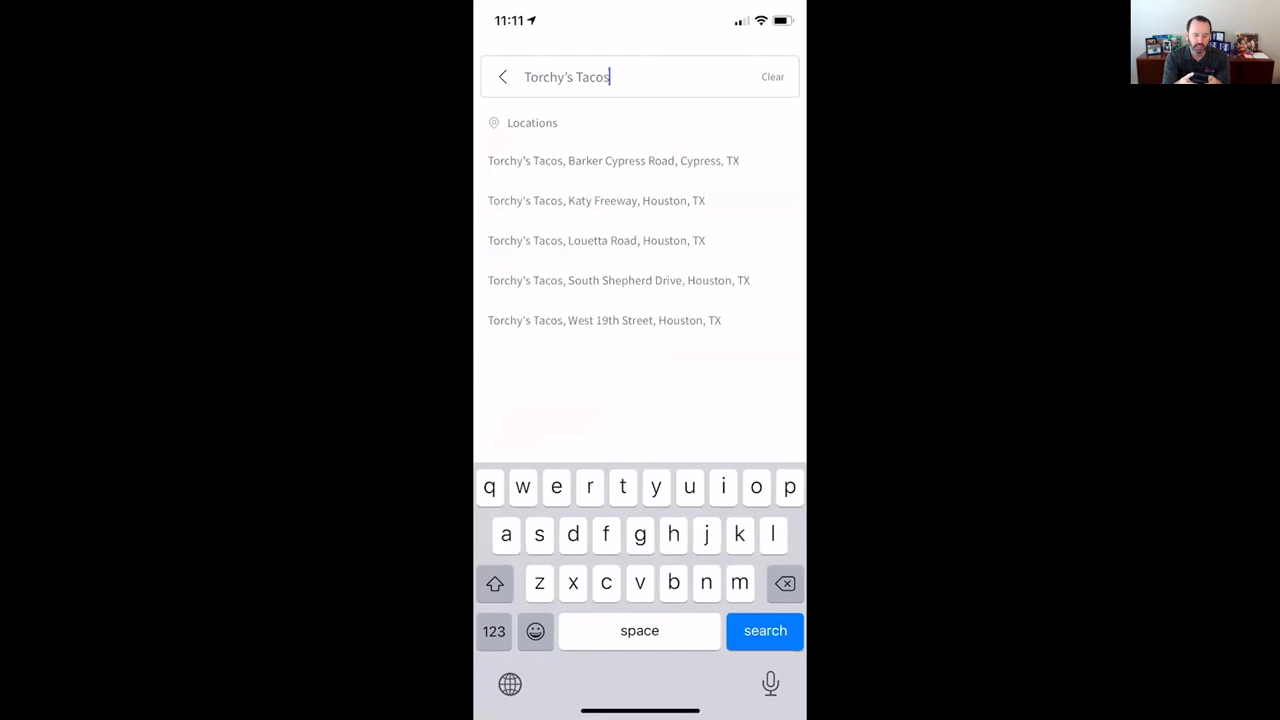 11:11
Torchy's Tacos
Clear
Locations
Torchy's Tacos, Barker Cypress Road, Cypress, TX
Torchy's Tacos, Katy Freeway, Houston, TX
Torchy's Tacos, Louetta Road, Houston, TX
Torchy's Tacos, South Shepherd Drive, Houston, TX
Torchy's Tacos, West 19th Street, Houston, TX
q w e r t y u i o p
a s d f g h j k l
z x c v b n m
123 space search